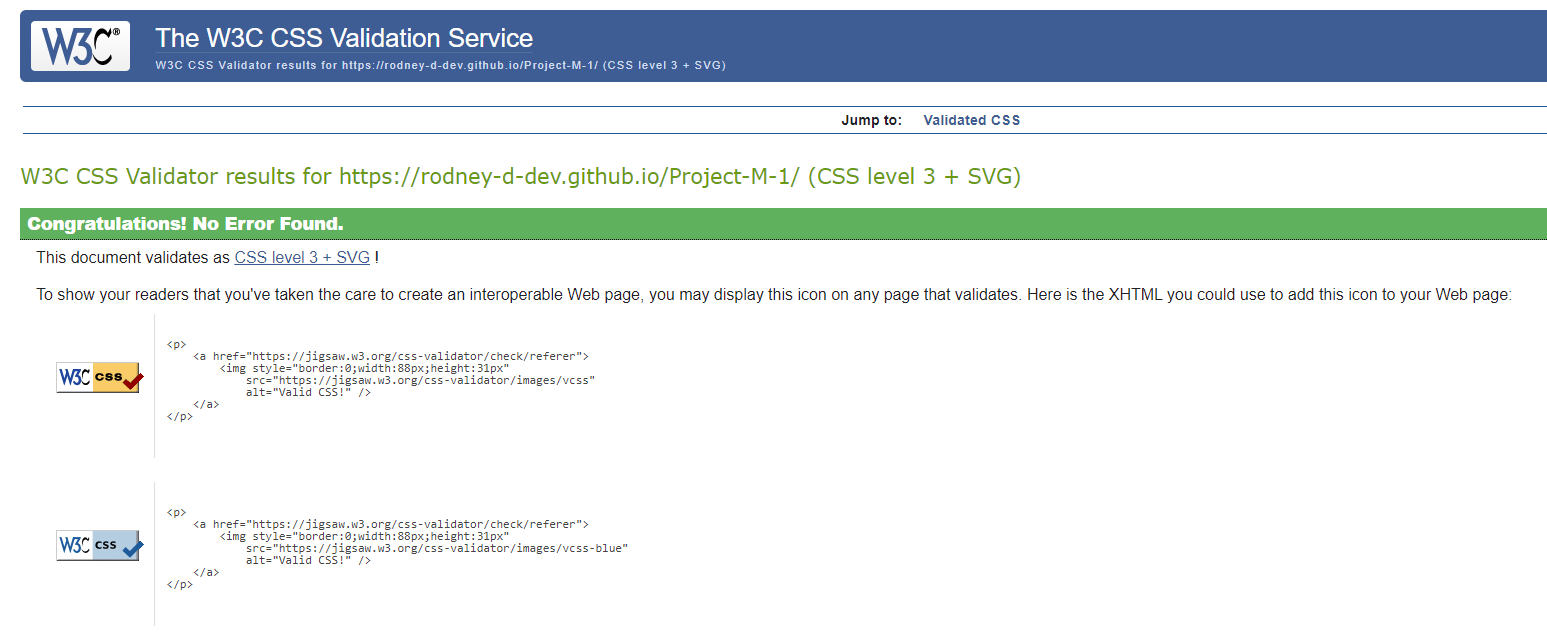 W3C®
The W3C CSS Validation Service
W3C CSS Validator results for https://rodney-d-dev.github.io/Project-M-1/ (CSS level 3 + SVG)
Jump to: Validated CSS
W3C CSS Validator results for https://rodney-d-dev.github.io/Project-M-1/ (CSS level 3 + SVG)
Congratulations! No Error Found.
This document validates as CSS level 3 + SVG !
To show your readers that you've taken the care to create an interoperable Web page, you may display this icon on any page that validates. Here is the XHTML you could use to add this icon to your Web page:
W3C css
<p>
<a href="https://jigsaw.w3.org/css-validator/check/referer">
<img style="border:0;width:88px;height:31px"
src="https://jigsaw.w3.org/css-validator/images/vcss"
alt="Valid CSS!" />
</a>
</p>
W3C css
<p>
<a href="https://jigsaw.w3.org/css-validator/check/referer">
<img style="border:0;width:88px;height:31px"
src="https://jigsaw.w3.org/css-validator/images/vcss-blue"
alt="Valid CSS!" />
</a>
</p>